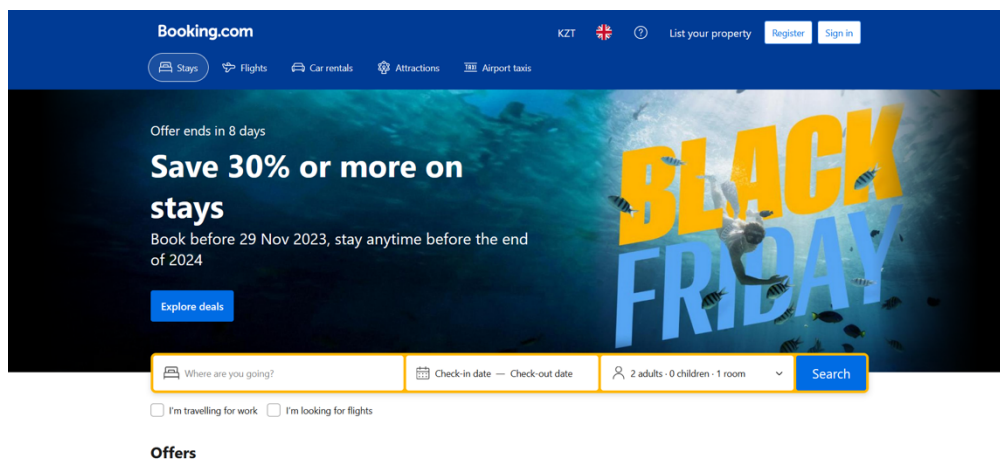 Booking.com
KZT
List your property
Register
Sign in
Stays
Flights
Car rentals
Attractions
TAXI
Airport taxis
Offer ends in 8 days
Save 30% or more on
stays
Book before 29 Nov 2023, stay anytime before the end
of 2024
Explore deals
BLACK
FRIDAY
Where are you going?
Check-in date — Check-out date
2 adults · 0 children · 1 room
Search
I'm travelling for work
I'm looking for flights
Offers